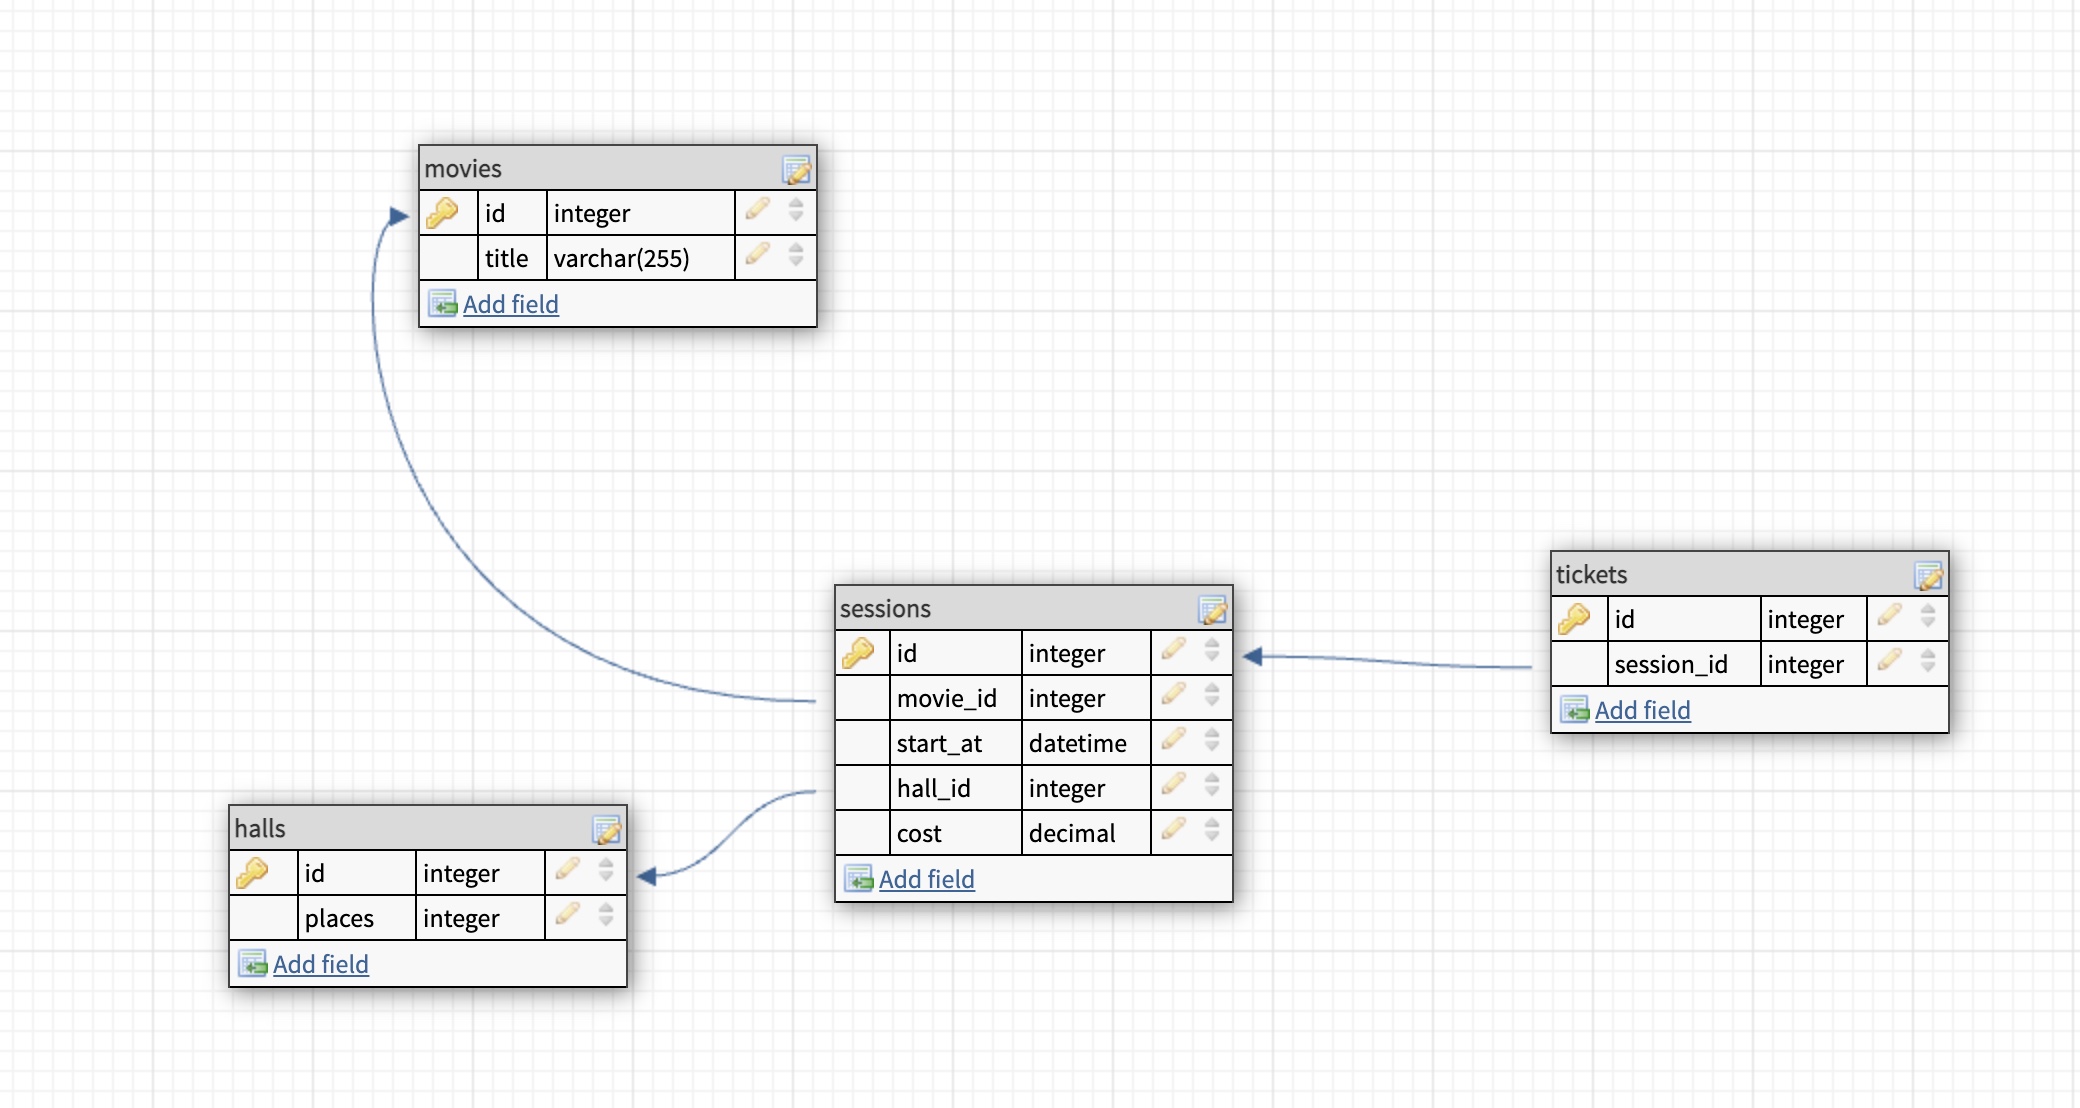 movies
id integer
title varchar(255)
Add field
sessions
id integer
movie_id integer
start_at datetime
hall_id integer
cost decimal
Add field
tickets
id integer
session_id integer
Add field
halls
id integer
places integer
Add field